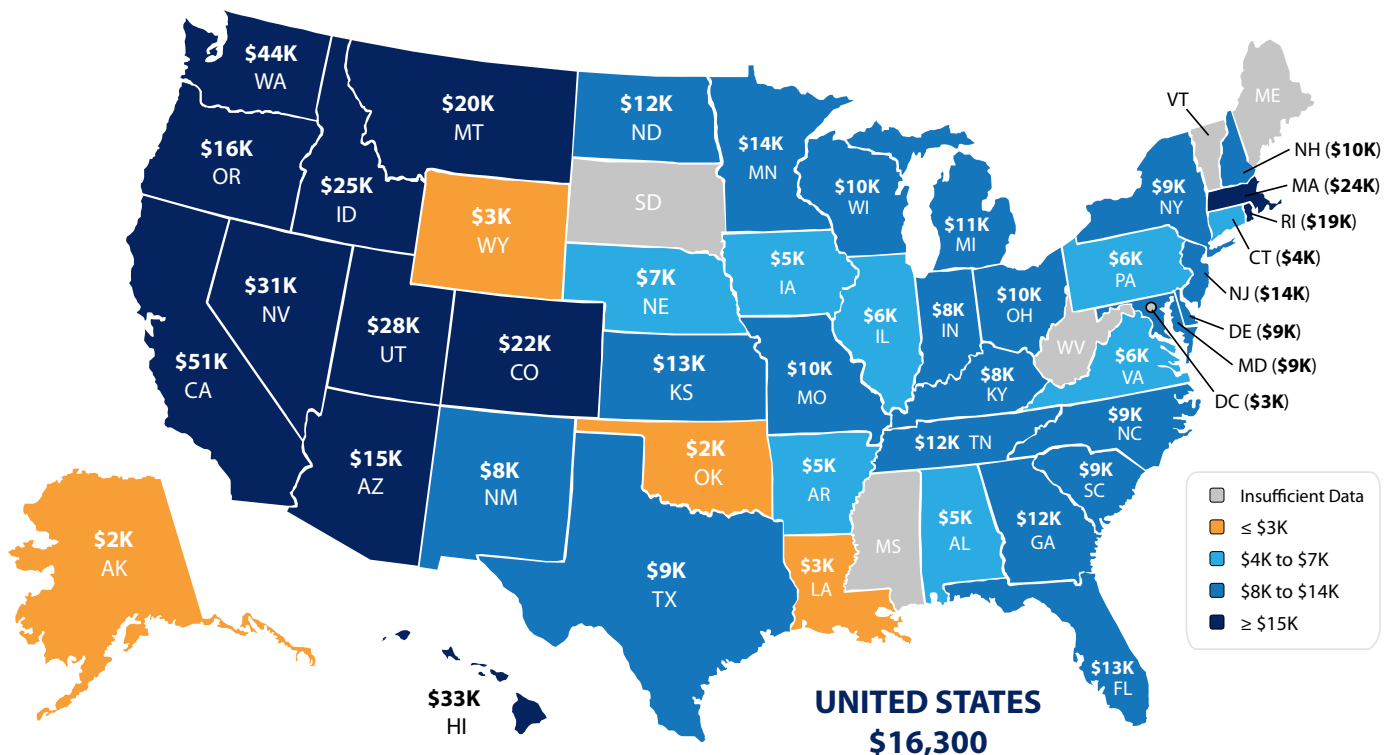 $44K
WA
$20K
MT
$12K
ND
$14K
MN
VT
ME
$16K
OR
$25K
ID
SD
$10K
WI
$11K
MI
$9K
NY
NH ($10K)
MA ($24K)
RI ($19K)
CT ($4K)
NJ ($14K)
DE ($9K)
MD ($9K)
DC ($3K)
$3K
WY
$5K
IA
$6K
PA
$7K
NE
$31K
NV
$28K
UT
$22K
CO
$6K
IL
$8K
IN
$10K
OH
WV
$6K
VA
$51K
CA
$13K
KS
$10K
MO
$8K
KY
$9K
NC
$12K TN
$15K
AZ
$8K
NM
$2K
OK
$5K
AR
$9K
SC
MS
$5K
AL
$12K
GA
$2K
AK
$9K
TX
$3K
LA
$13K
FL
$33K
HI
Insufficient Data
≤ $3K
$4K to $7K
$8K to $14K
≥ $15K
UNITED STATES
$16,300